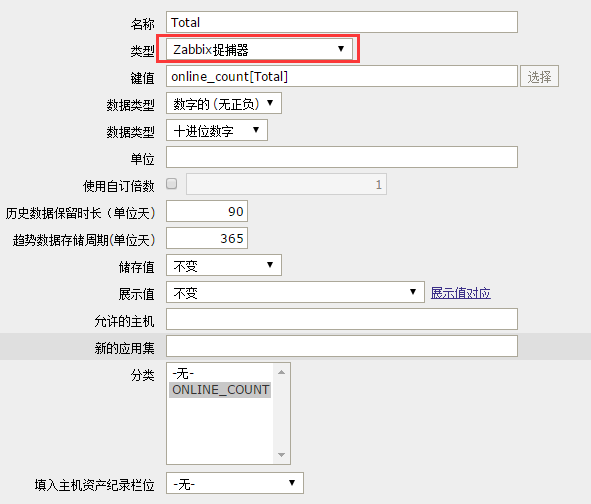 名称 Total
类型 Zabbix捉捕器
键值 online_count[Total] 选择
数据类型 数字的 (无正负)
数据类型 十进位数字
单位
使用自订倍数 1
历史数据保留时长 (单位天) 90
趋势数据存储周期(单位天) 365
储存值 不变
展示值 不变 展示值对应
允许的主机
新的应用集
分类 -无-
ONLINE_COUNT
填入主机资产纪录栏位 -无-